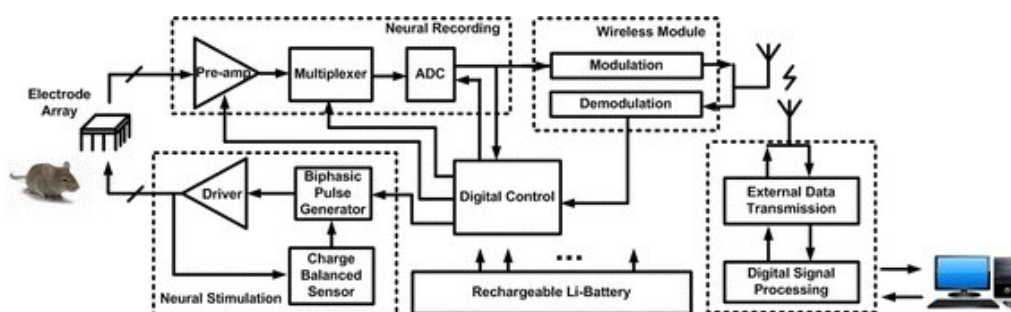 Neural Recording
Wireless Module
Pre-amp
Multiplexer
ADC
Modulation
Demodulation
Electrode
Array
Driver
Biphasic
Pulse
Generator
Digital Control
External Data
Transmission
Charge
Balanced
Sensor
Neural Stimulation
...
Rechargeable Li-Battery
Digital Signal
Processing